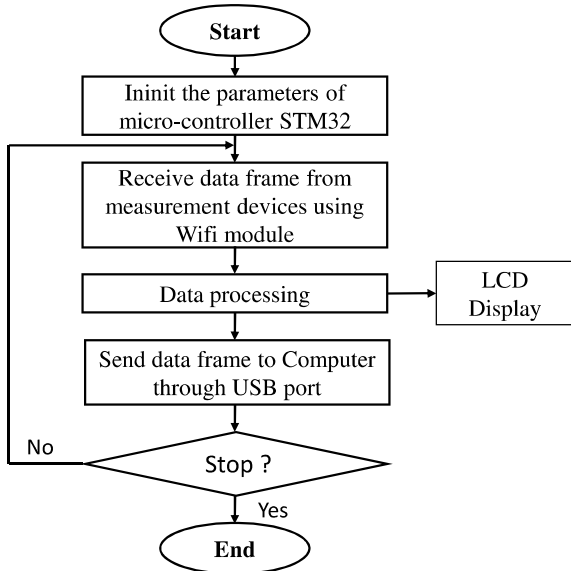 Start
Ininit the parameters of
micro-controller STM32
Receive data frame from
measurement devices using
Wifi module
Data processing
LCD
Display
Send data frame to Computer
through USB port
No
Stop ?
Yes
End